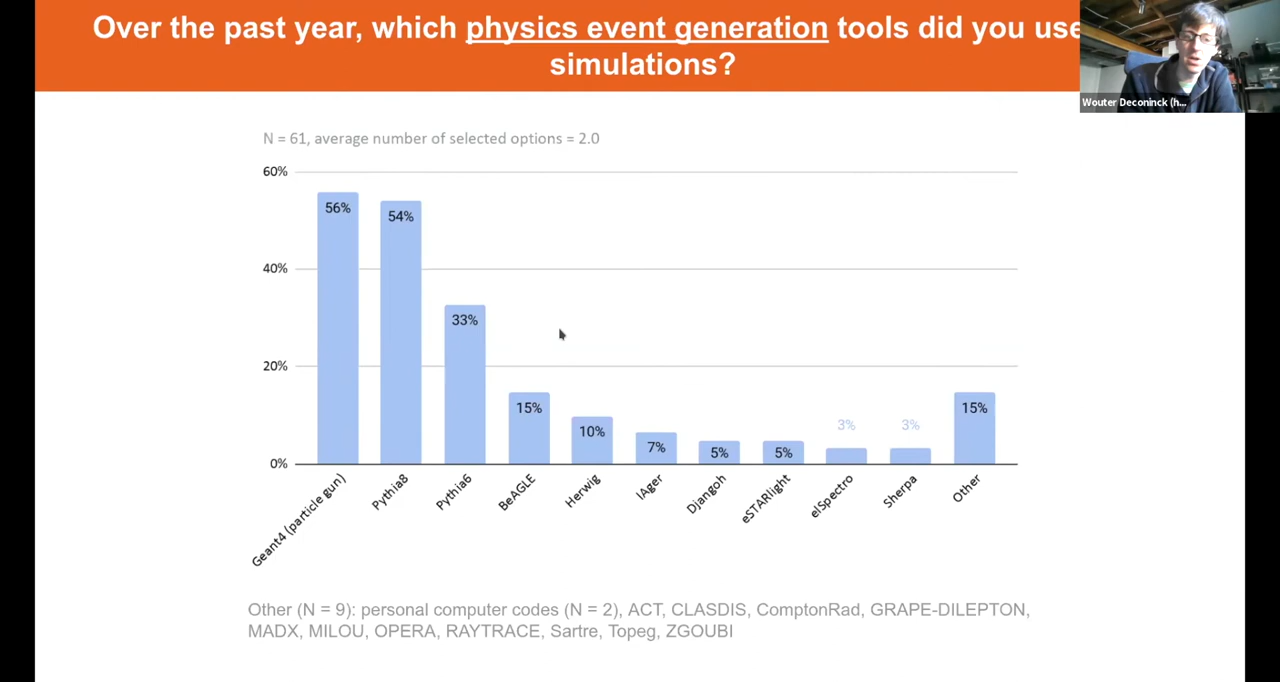 Over the past year, which physics event generation tools did you use
simulations?
Wouter Deconinck (h...
N = 61, average number of selected options = 2.0
60%
40%
20%
0%
56%
54%
33%
15%
10%
7%
5%
5%
3%
3%
15%
Geant4 (particle gun)
Pythia8
Pythia6
BeAGLE
Herwig
lAger
Djangoh
eSTARlight
elSpectro
Sherpa
Other
Other (N = 9): personal computer codes (N = 2), ACT, CLASDIS, ComptonRad, GRAPE-DILEPTON,
MADX, MILOU, OPERA, RAYTRACE, Sartre, Topeg, ZGOUBI